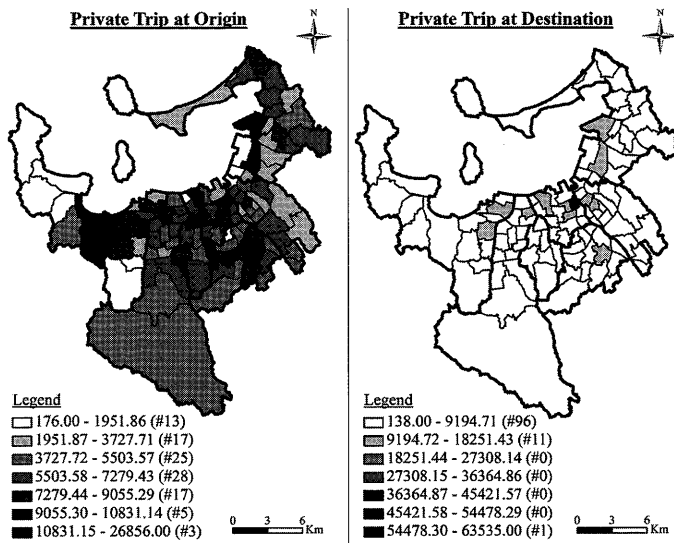 Private Trip at Origin
N
Legend
176.00 - 1951.86 (#13)
1951.87 - 3727.71 (#17)
3727.72 - 5503.57 (#25)
5503.58 - 7279.43 (#28)
7279.44 - 9055.29 (#17)
9055.30 - 10831.14 (#5)
10831.15 - 26856.00 (#3)
0 3 6
Km
Private Trip at Destination
N
Legend
138.00 - 9194.71 (#96)
9194.72 - 18251.43 (#11)
18251.44 - 27308.14 (#0)
27308.15 - 36364.86 (#0)
36364.87 - 45421.57 (#0)
45421.58 - 54478.29 (#0)
54478.30 - 63535.00 (#1)
0 3 6
Km